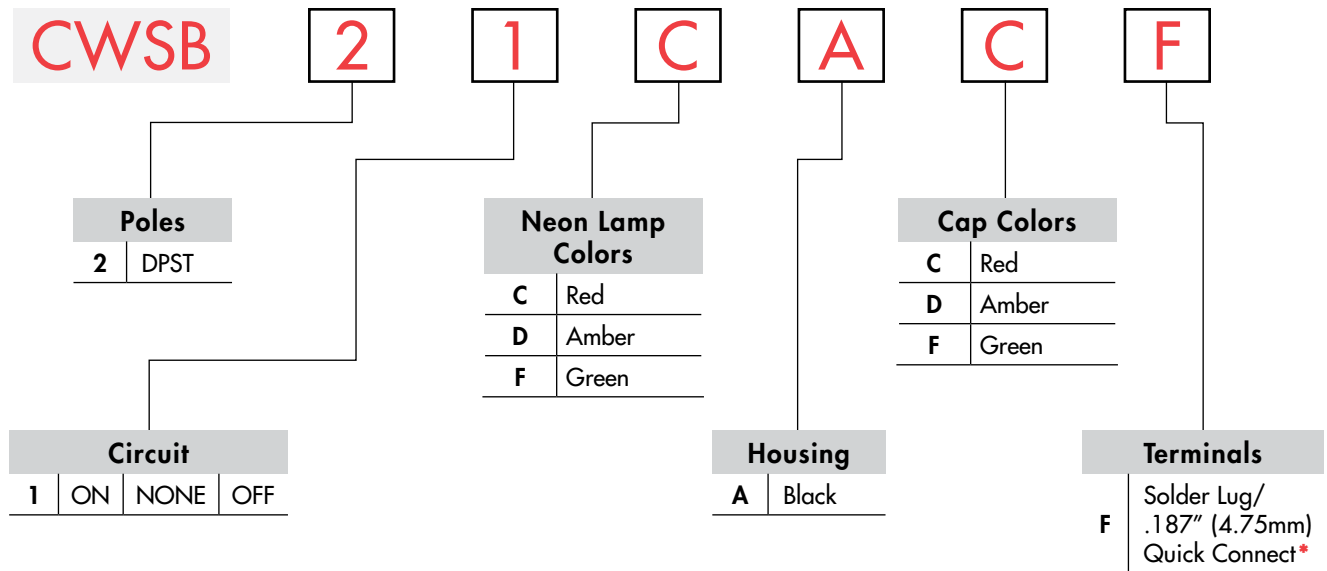 CWSB 2 1 C A C F
Poles
2 DPST
Neon Lamp
Colors
C Red
D Amber
F Green
Cap Colors
C Red
D Amber
F Green
Circuit
1 ON NONE OFF
Housing
A Black
Terminals
F Solder Lug/
.187” (4.75mm)
Quick Connect*